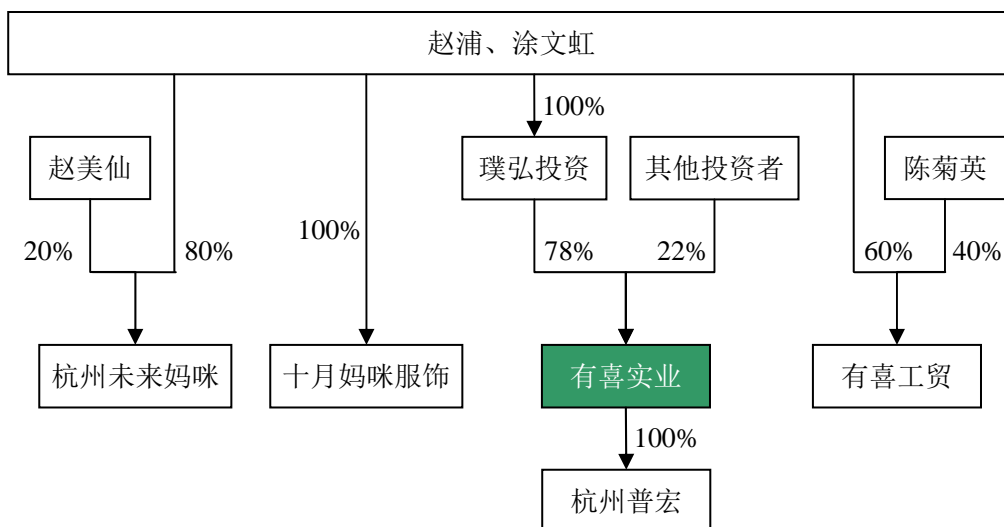 赵浦、涂文虹
100%
赵美仙
璞弘投资
其他投资者
陈菊英
20%
80%
100%
78%
22%
60%
40%
杭州未来妈咪
十月妈咪服饰
有喜实业
有喜工贸
100%
杭州普宏